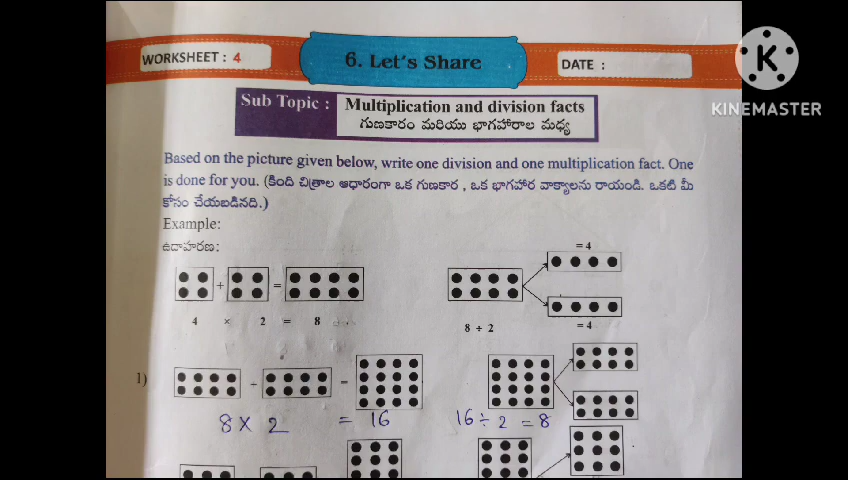 WORKSHEET : 4
6. Let's Share
DATE :
K
KINEMASTER
Sub Topic :
Multiplication and division facts
గుణకారం మరియు భాగహారాల మధ్య
Based on the picture given below, write one division and one multiplication fact. One
is done for you. (కింది చిత్రాల ఆధారంగా ఒక గుణకార , ఒక భాగహార వాక్యాలను రాయండి. ఒకటి మీ
కోసం చేయబడినది.)
Example:
ఉదాహరణ:
= 4
+ =
4 × 2 = 8
8 ÷ 2
= 4
1)
+ =
8 × 2 = 16
16 ÷ 2 = 8